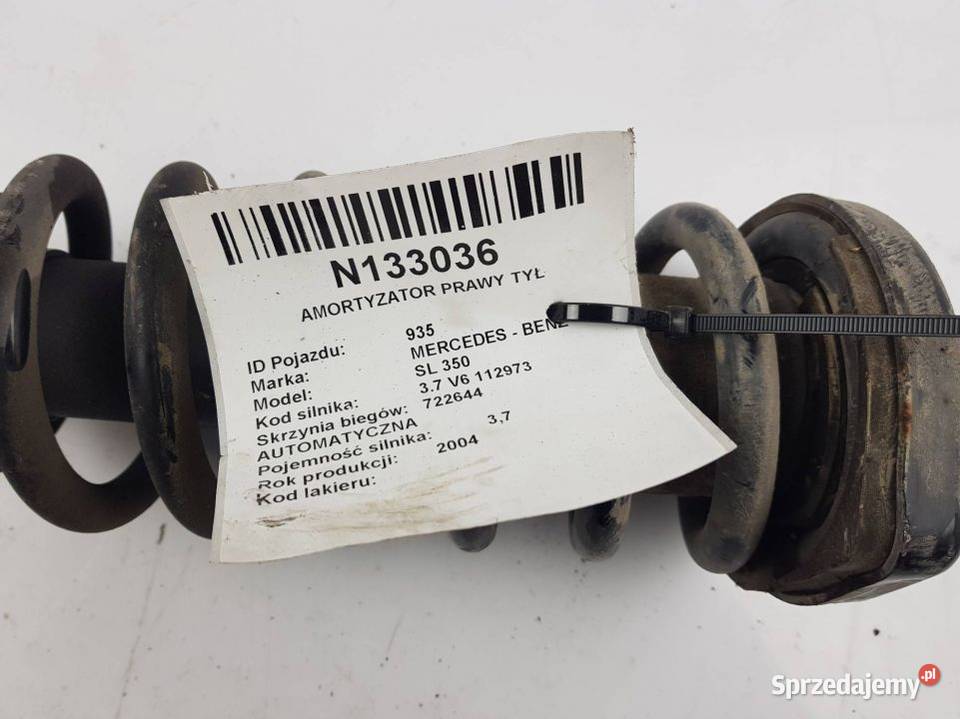 N133036
AMORTYZATOR PRAWY TYŁ
ID Pojazdu: 935
Marka: MERCEDES - BENZ
Model: SL 350
Kod silnika: 3.7 V6 112973
Skrzynia biegów: 722644
AUTOMATYCZNA
Pojemność silnika: 3,7
Rok produkcji: 2004
Kod lakieru:
Sprzedajemy.pl